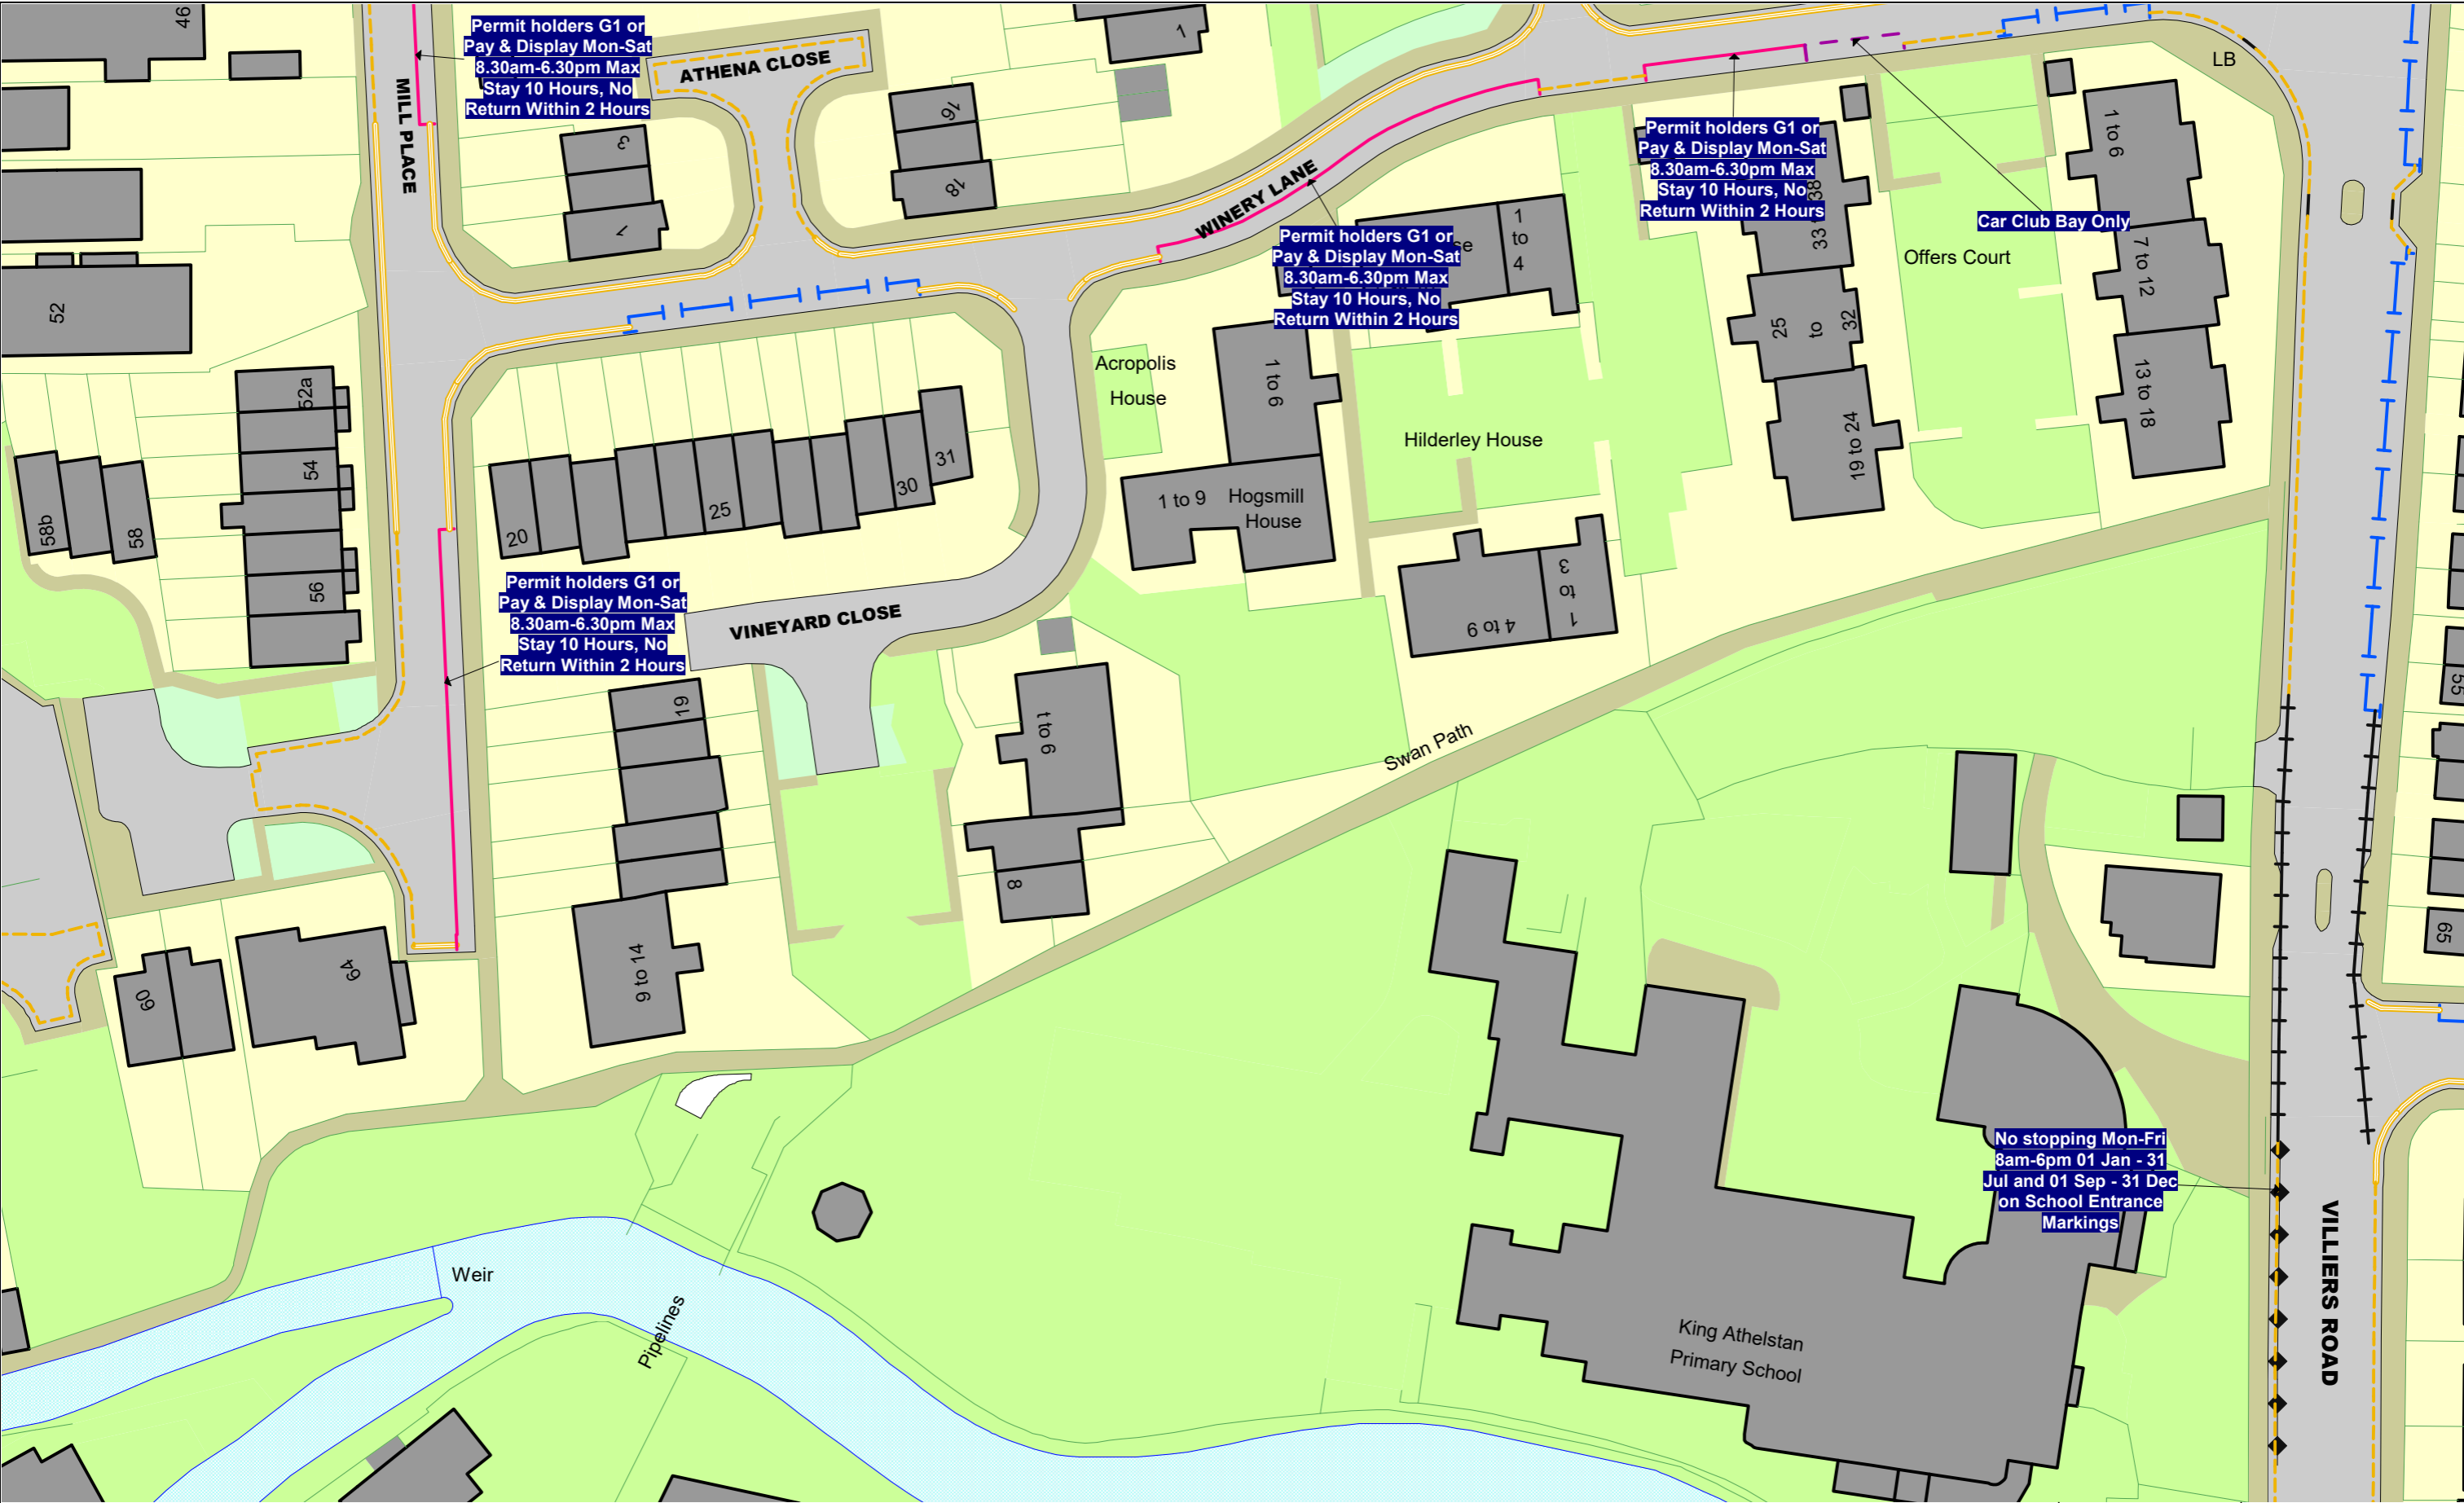 46
Permit holders G1 or
Pay & Display Mon-Sat
8.30am-6.30pm Max
Stay 10 Hours, No
Return Within 2 Hours
MILL PLACE
ATHENA CLOSE
3
7
16
18
1
WINERY LANE
Permit holders G1 or
Pay & Display Mon-Sat
8.30am-6.30pm Max
Stay 10 Hours, No
Return Within 2 Hours
se
1
to
4
Permit holders G1 or
Pay & Display Mon-Sat
8.30am-6.30pm Max
Stay 10 Hours, No
Return Within 2 Hours
33
38
Car Club Bay Only
Offers Court
LB
1 to 6
7 to 12
13 to 18
25
to
32
19 to 24
52
52a
54
56
58b
58
20
25
30
31
Acropolis
House
1 to 6
1 to 9
Hogsmill
House
Hilderley House
4 to 9
1
to
3
Permit holders G1 or
Pay & Display Mon-Sat
8.30am-6.30pm Max
Stay 10 Hours, No
Return Within 2 Hours
VINEYARD CLOSE
19
t to 6
8
9 to 14
Swan Path
55
65
60
64
No stopping Mon-Fri
8am-6pm 01 Jan - 31
Jul and 01 Sep - 31 Dec
on School Entrance
Markings
VILLIERS ROAD
Weir
Pipelines
King Athelstan
Primary School